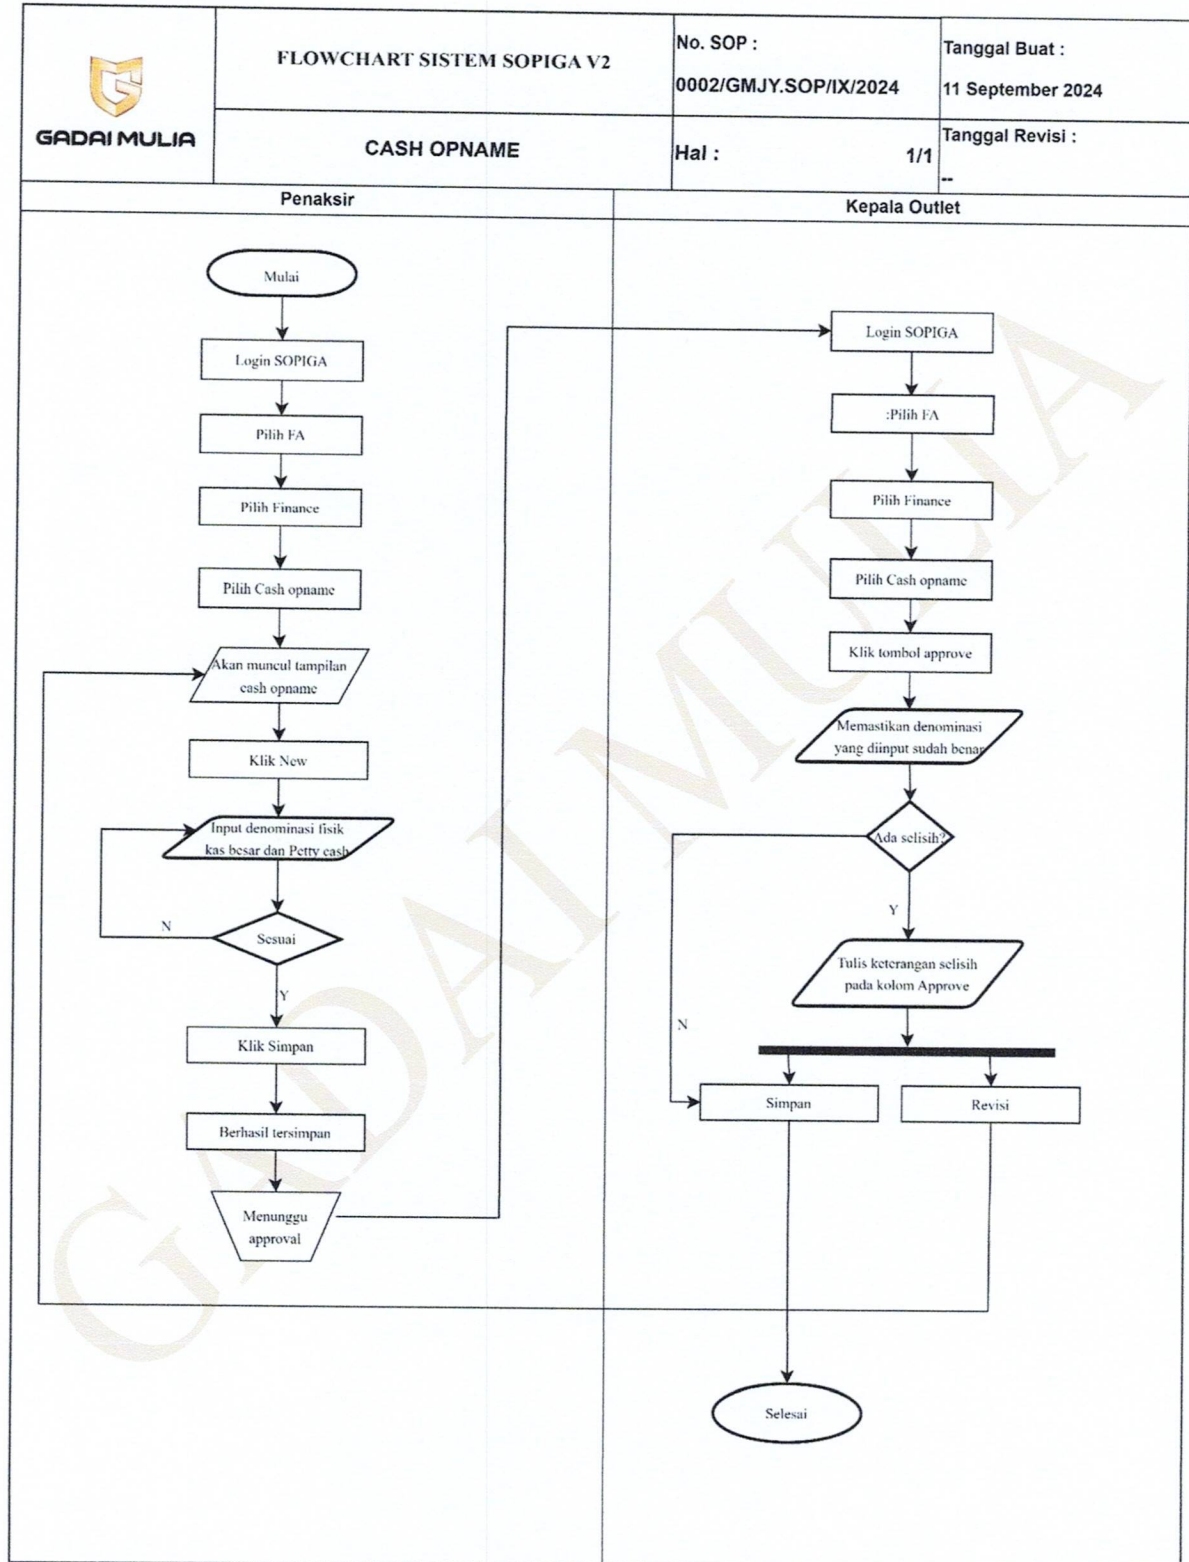 GADAI MULIA
FLOWCHART SISTEM SOPIGA V2
CASH OPNAME
No. SOP :
0002/GMJY.SOP/IX/2024
Hal : 1/1
Tanggal Buat :
11 September 2024
Tanggal Revisi :
--
Penaksir
Mulai
Login SOPIGA
Pilih FA
Pilih Finance
Pilih Cash opname
Akan muncul tampilan
cash opname
Klik New
Input denominasi fisik
kas besar dan Petty cash
N
Sesuai
Y
Klik Simpan
Berhasil tersimpan
Menunggu
approval
Kepala Outlet
Login SOPIGA
:Pilih FA
Pilih Finance
Pilih Cash opname
Klik tombol approve
Memastikan denominasi
yang diinput sudah benar
Ada selisih?
Y
Tulis keterangan selisih
pada kolom Approve
N
Simpan
Revisi
Selesai
GADAI MULIA